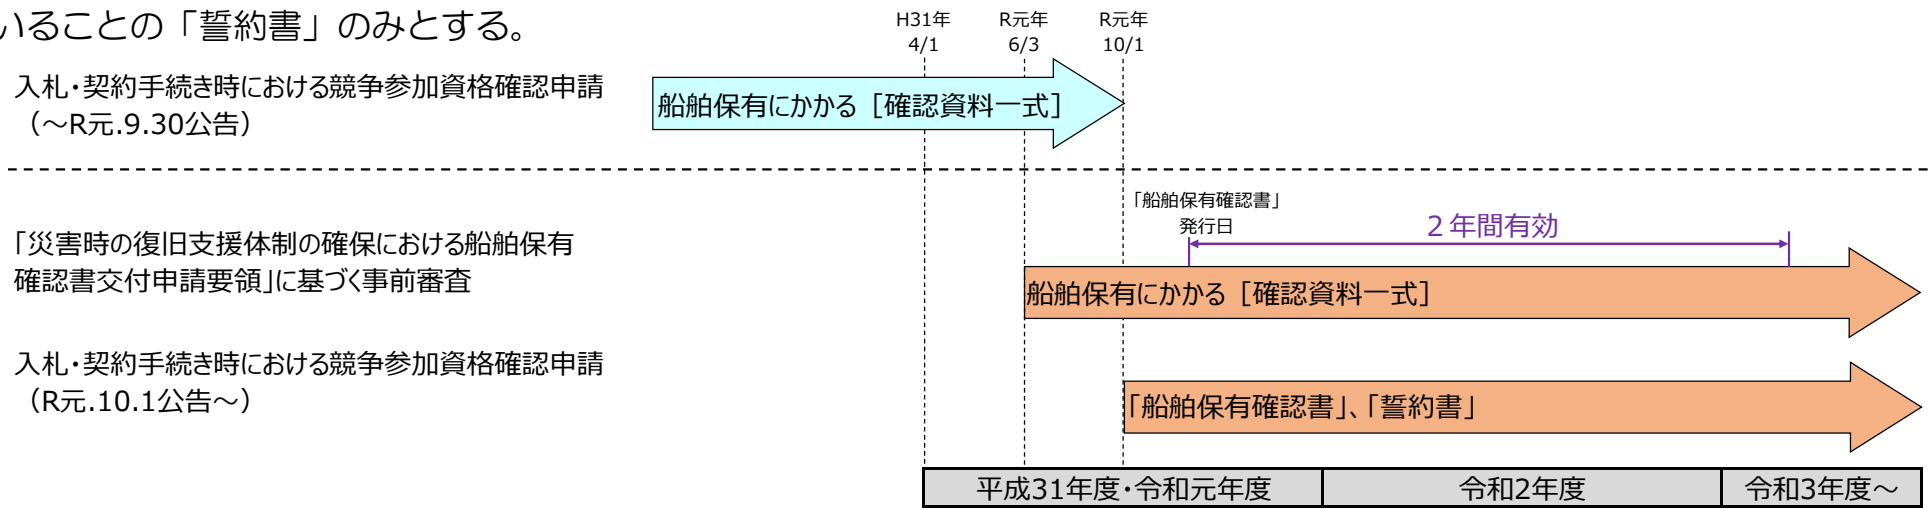 いることの「誓約書」のみとする。
H31年 R元年 R元年
4/1 6/3 10/1
入札・契約手続き時における競争参加資格確認申請
(～R元.9.30公告)
船舶保有にかかる［確認資料一式］
「船舶保有確認書」
発行日
２年間有効
「災害時の復旧支援体制の確保における船舶保有
確認書交付申請要領」に基づく事前審査
船舶保有にかかる［確認資料一式］
入札・契約手続き時における競争参加資格確認申請
（R元.10.1公告～）
「船舶保有確認書」、「誓約書」
平成31年度・令和元年度 令和2年度 令和3年度～